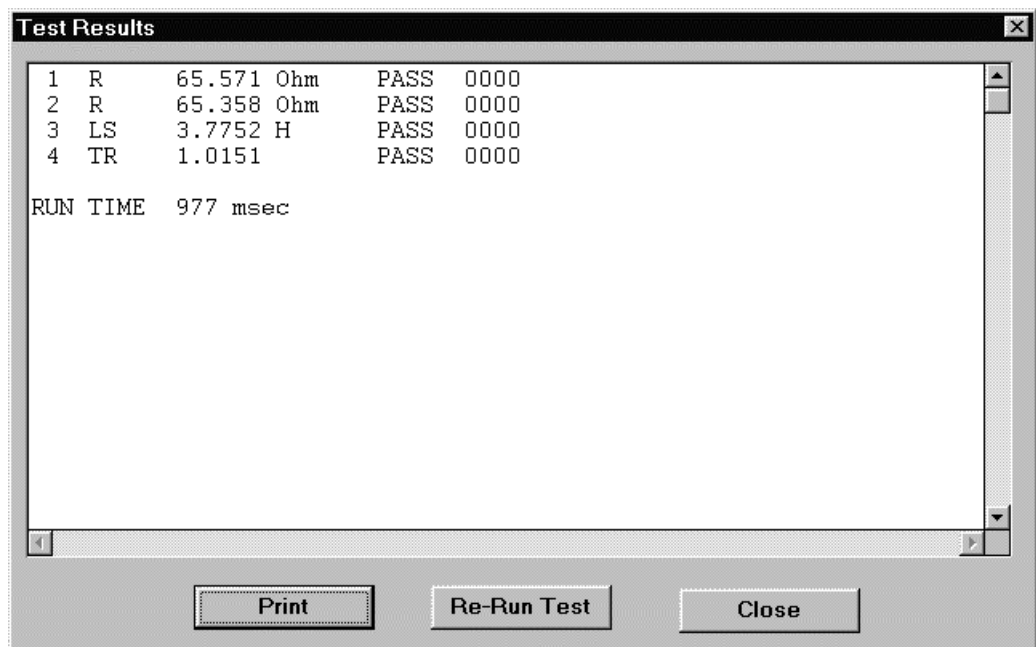 Test Results
1 R 65.571 Ohm PASS 0000
2 R 65.358 Ohm PASS 0000
3 LS 3.7752 H PASS 0000
4 TR 1.0151 PASS 0000
RUN TIME 977 msec
Print Re-Run Test Close